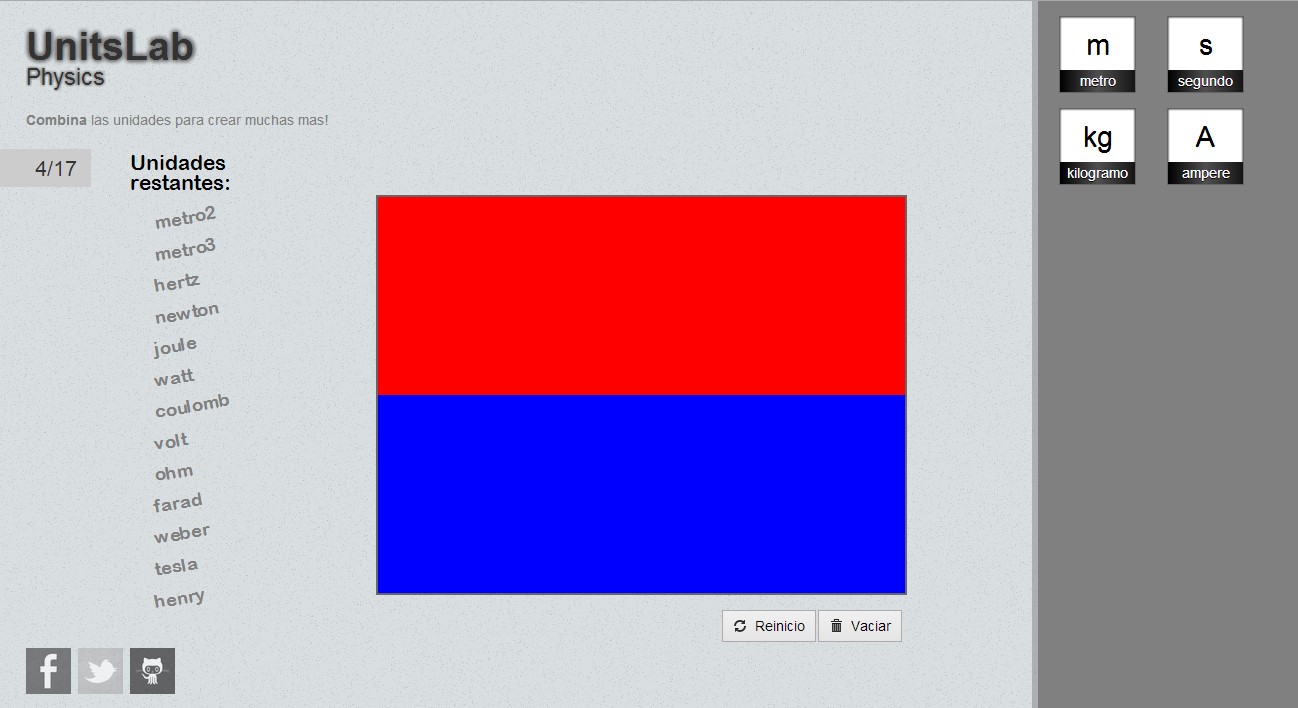 UnitsLab
Physics
Combina las unidades para crear muchas mas!
4/17
Unidades
restantes:
metro2
metro3
hertz
newton
joule
watt
coulomb
volt
ohm
farad
weber
tesla
henry
Reinicio
Vaciar
m
metro
s
segundo
kg
kilogramo
A
ampere